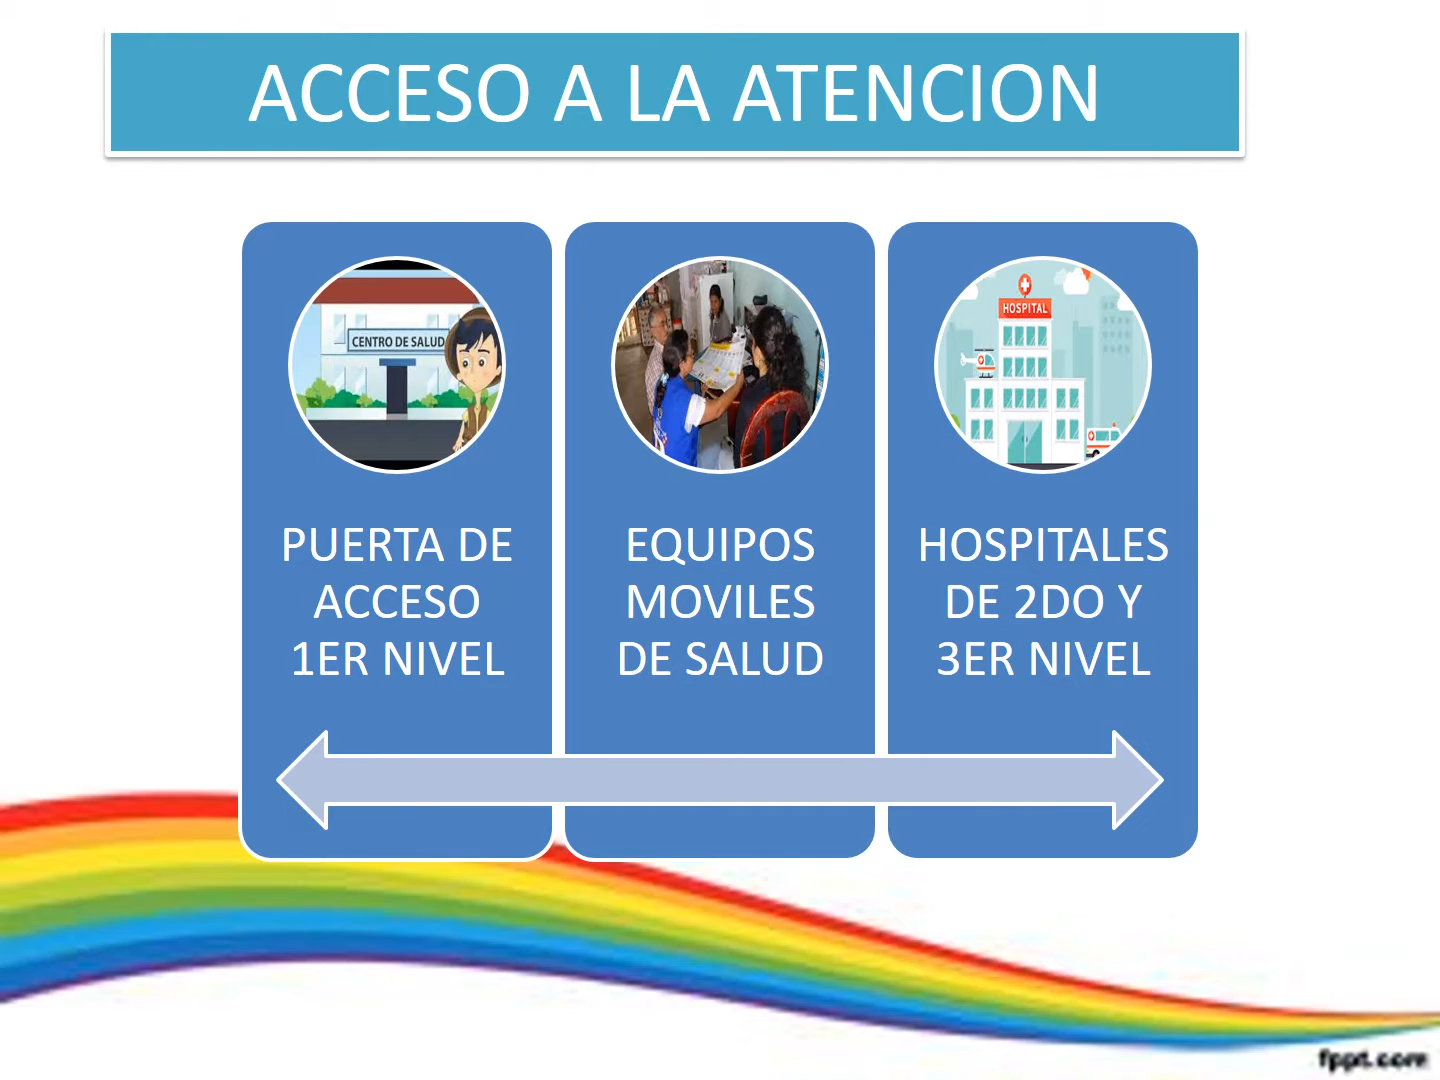 ACCESO A LA ATENCION
CENTRO DE SALUD
HOSPITAL
PUERTA DE
ACCESO
1ER NIVEL
EQUIPOS
MOVILES
DE SALUD
HOSPITALES
DE 2DO Y
3ER NIVEL
fppt.com